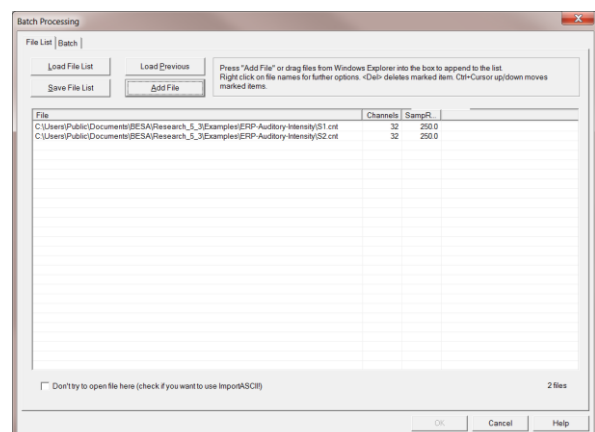 Batch Processing
File List Batch
Load File List Load Previous
Save File List Add File
Press "Add File" or drag files from Windows Explorer into the box to append to the list.
Right click on file names for further options. <Del> deletes marked item. Ctrl+Cursor up/down moves
marked items.
File Channels SampR...
C:\Users\Public\Documents\BESA\Research_5_3\Examples\ERP-Auditory-Intensity\S1.cnt 32 250.0
C:\Users\Public\Documents\BESA\Research_5_3\Examples\ERP-Auditory-Intensity\S2.cnt 32 250.0
Don't try to open file here (check if you want to use ImportASCII!) 2 files
OK Cancel Help